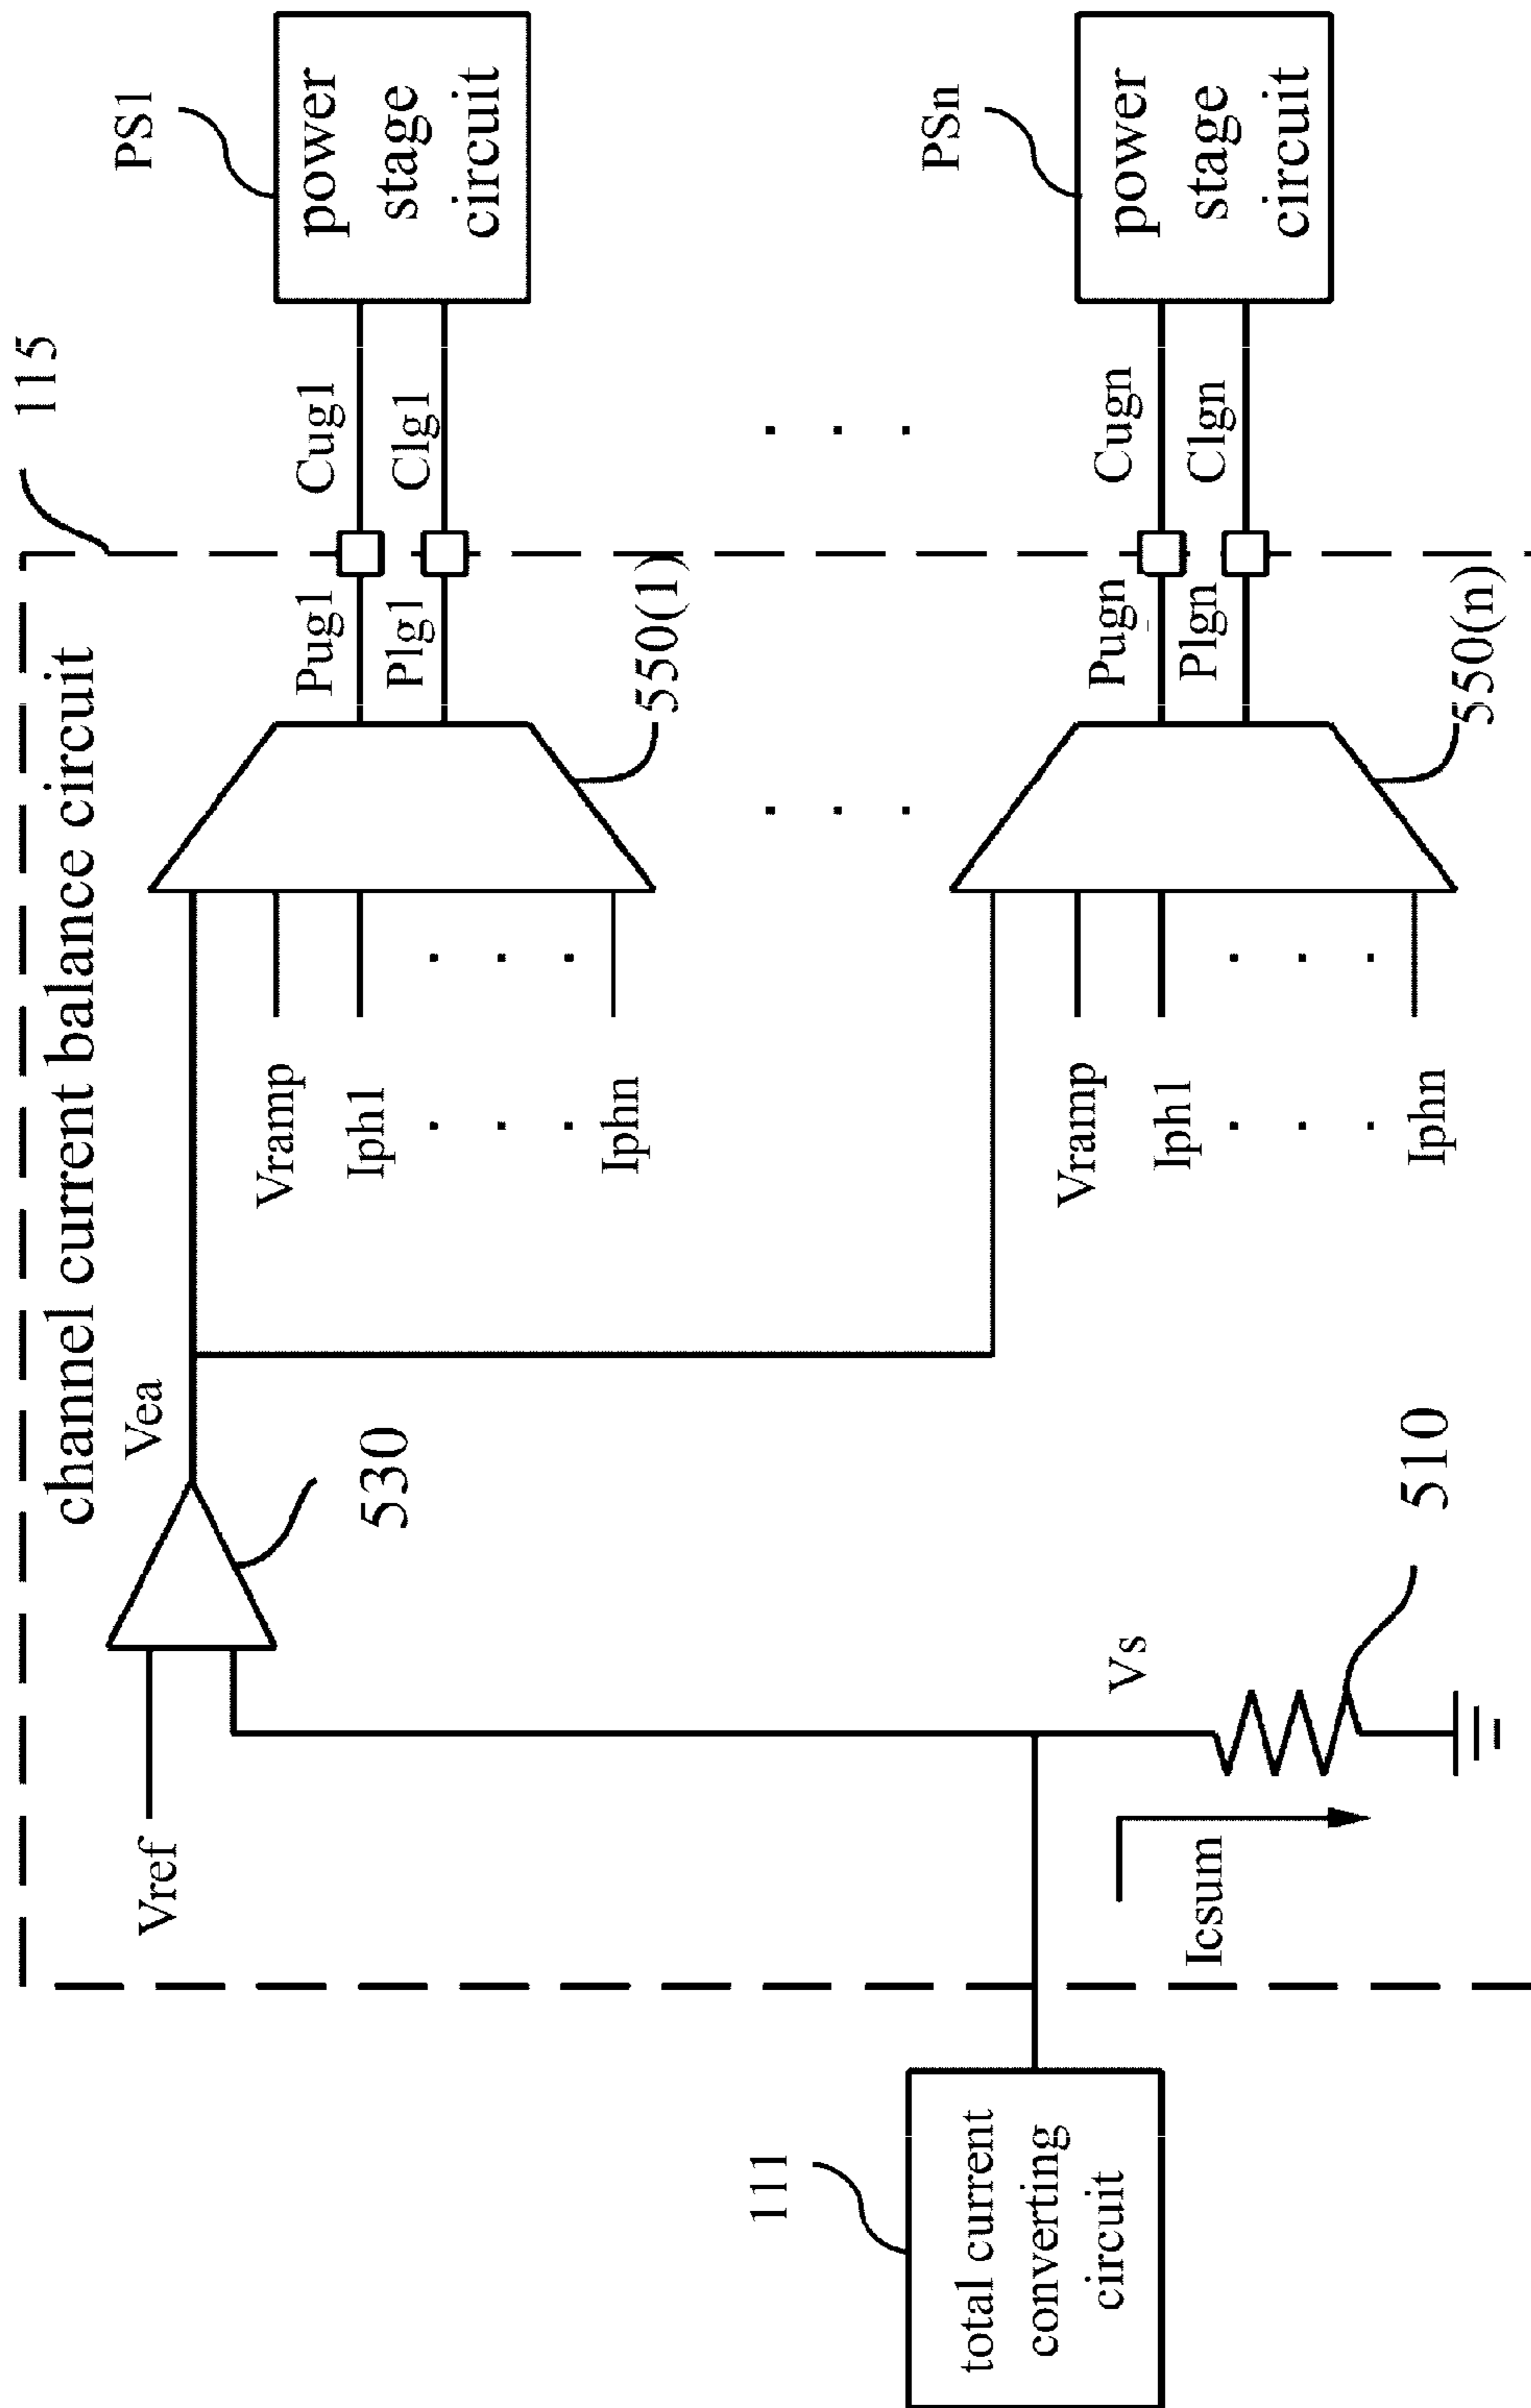 115
channel current balance circuit
Vref
530
Vea
Vramp
Iph1
. . .
Iphn
550(1)
Pug1
Plg1
Cug1
Clg1
PS1
power
stage
circuit
. . .
. . .
111
total current
converting
circuit
Icsum
Vs
510
Vramp
Iph1
. . .
Iphn
550(n)
Pugn
Plgn
Cugn
Clgn
PSn
power
stage
circuit